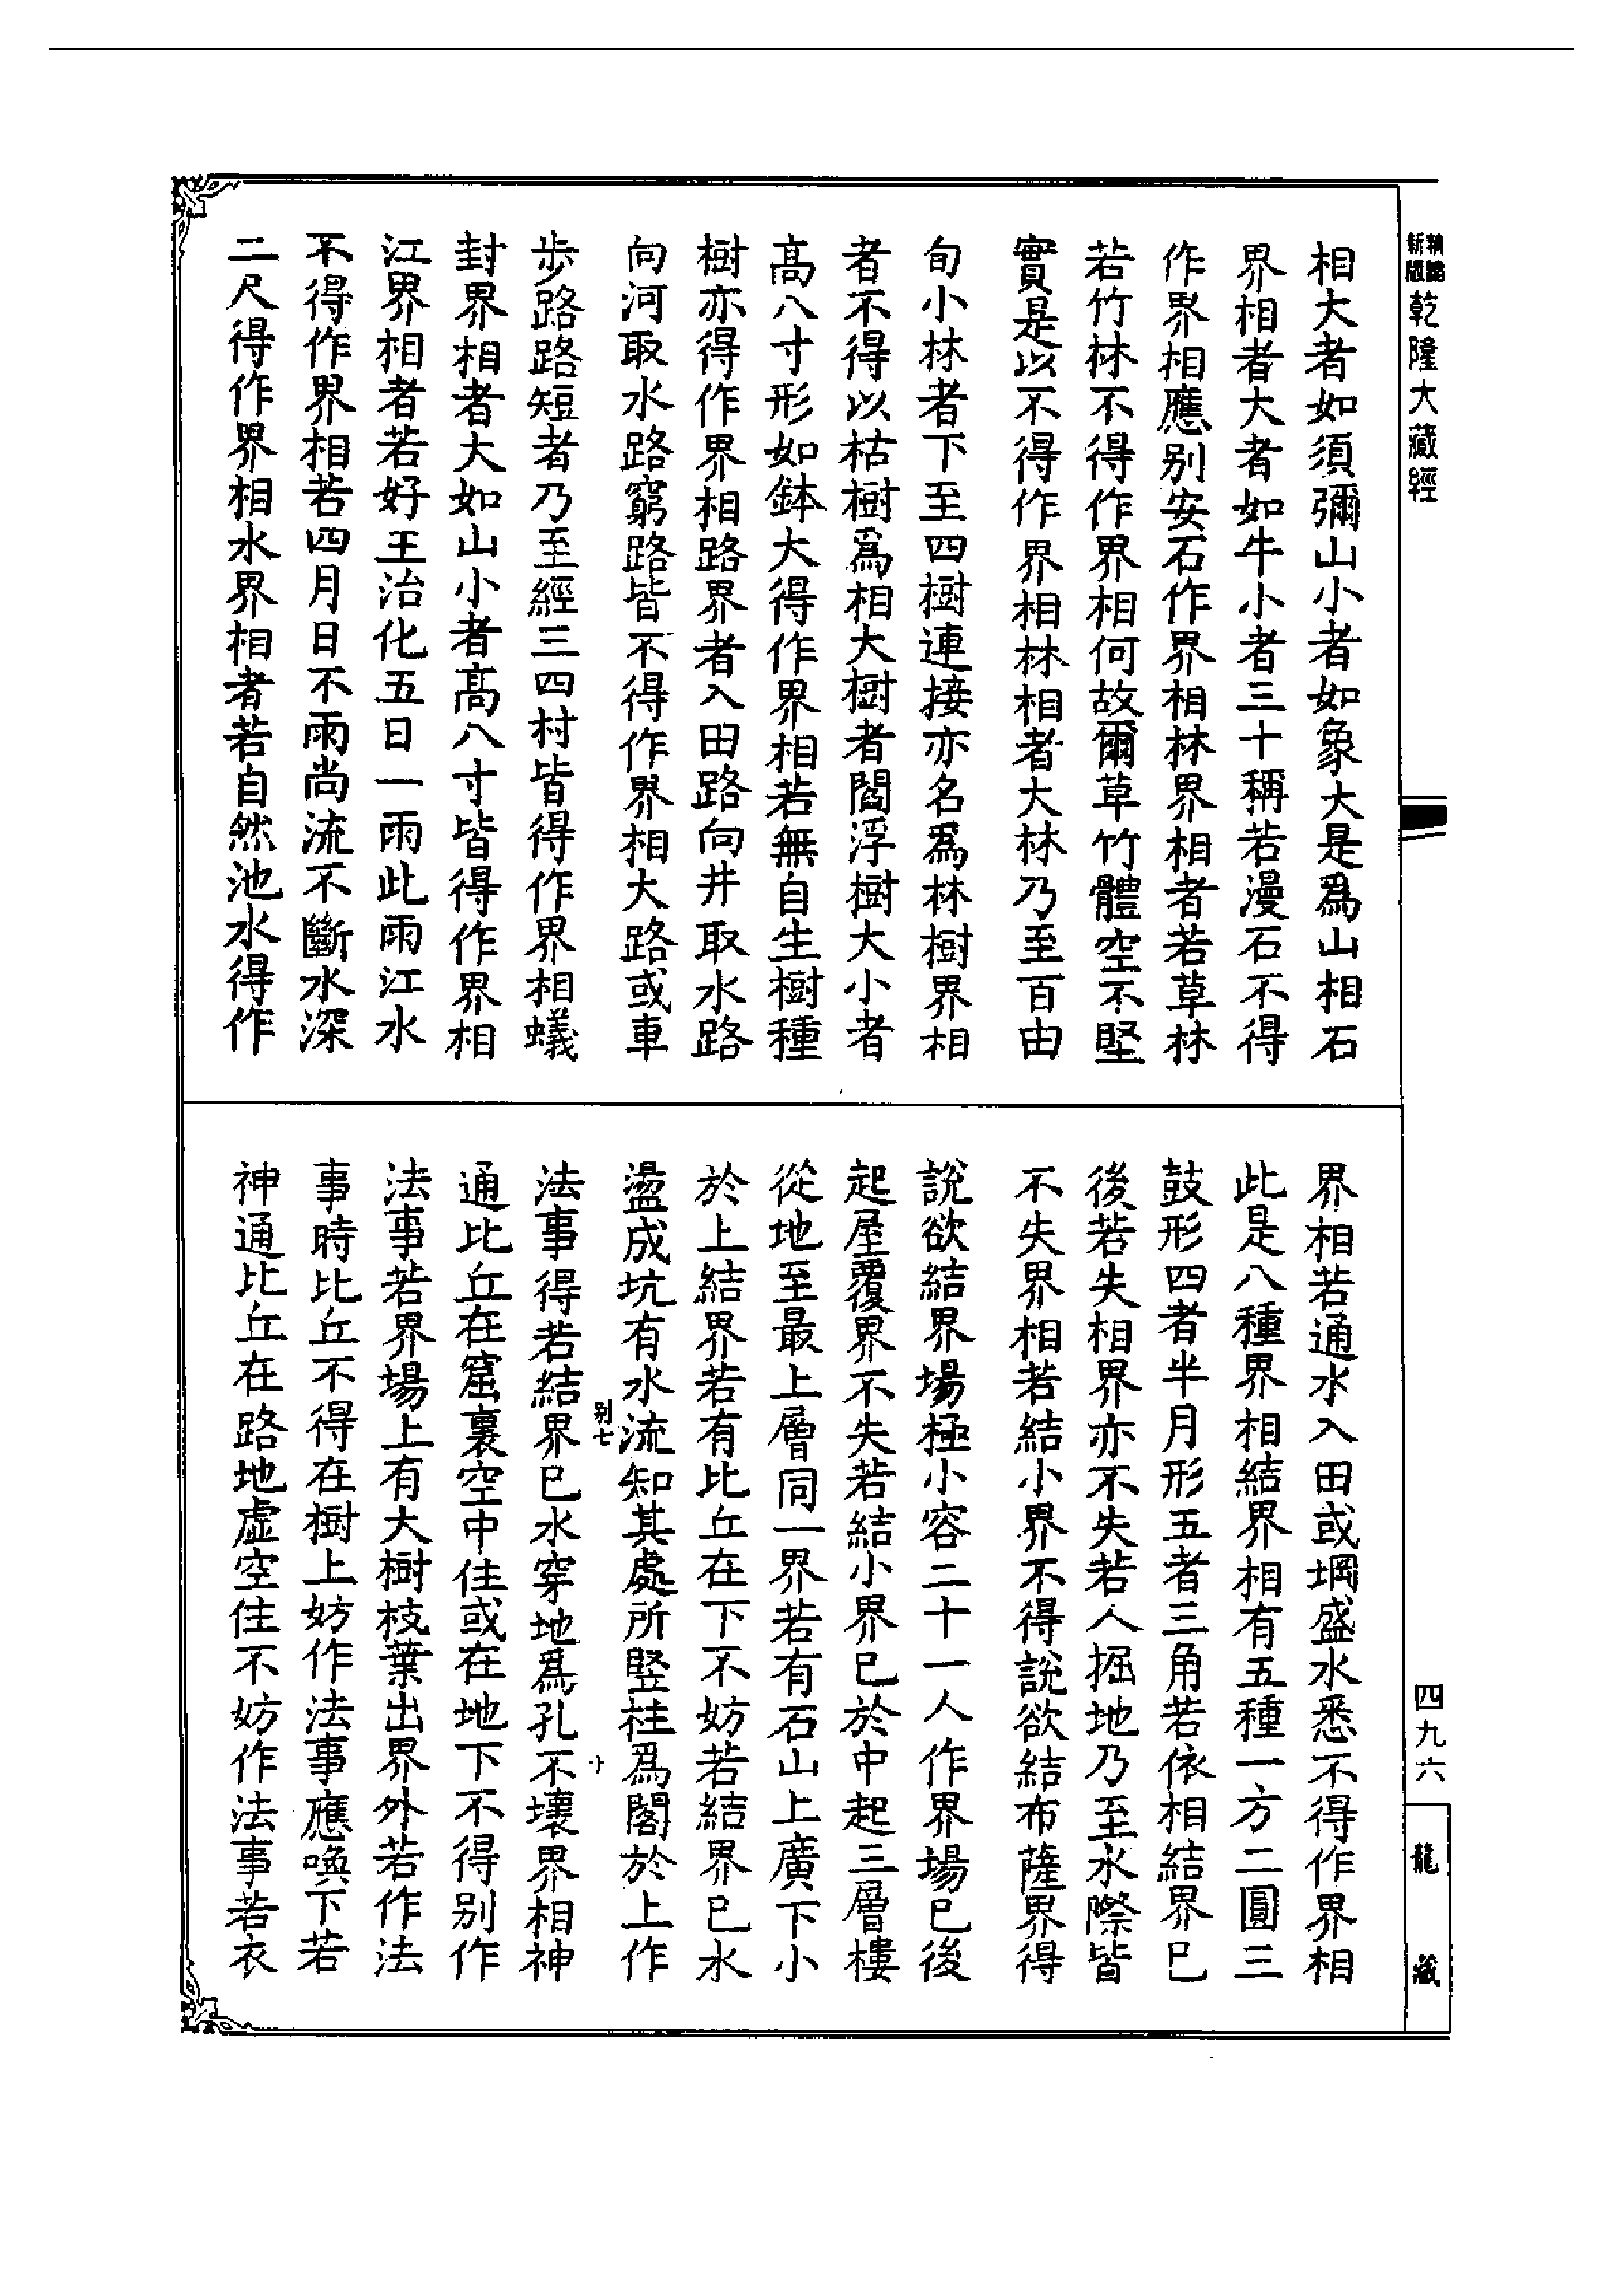 新編縮版
乾隆大藏經
相大者如須彌山小者如象大是爲山相石
界相者大者如牛小者三十稱若漫石不得
作界相應別安石作界相林界相者若草林
若竹林不得作界相何故爾草竹體空不堅
實是以不得作界相林相者大林乃至百由
旬小林者下至四樹連接亦名爲林樹界相
者不得以枯樹爲相大樹者閻浮樹大小者
高八寸形如鉢大得作界相若無自生樹種
樹亦得作界相路界者入田路向井取水路
向河取水路窮路皆不得作界相大路或車
步路路短者乃至經三四村皆得作界相蟻
封界相者大如山小者高八寸皆得作界相
江界相者若好王治化五日一雨此雨江水
不得作界相若四月日不雨尚流不斷水深
二尺得作界相水界相者若自然池水得作
界相若通水入田或堈盛水悉不得作界相
此是八種界相結界相有五種一方二圓三
鼓形四者半月形五者三角若依相結界已
後若失相界亦不失若人掘地乃至水際皆
不失界相若結小界不得說欲結布薩界得
說欲結界場極小容二十一人作界場已後
起屋覆界不失若結小界已於中起三層樓
從地至最上層同一界若有石山上廣下小
於上結界若有比丘在下不妨若結界已水
盪成坑有水流知其處所竪柱爲閣於上作
別七
法事得若結界已水穿地爲孔不壞界相神
通比丘在窟裏空中住或在地下不得別作
法事若界場上有大樹枝葉出界外若作法
事時比丘不得在樹上妨作法事應喚下若
神通比丘在路地虛空住不妨作法事若衣
四九六
龍藏